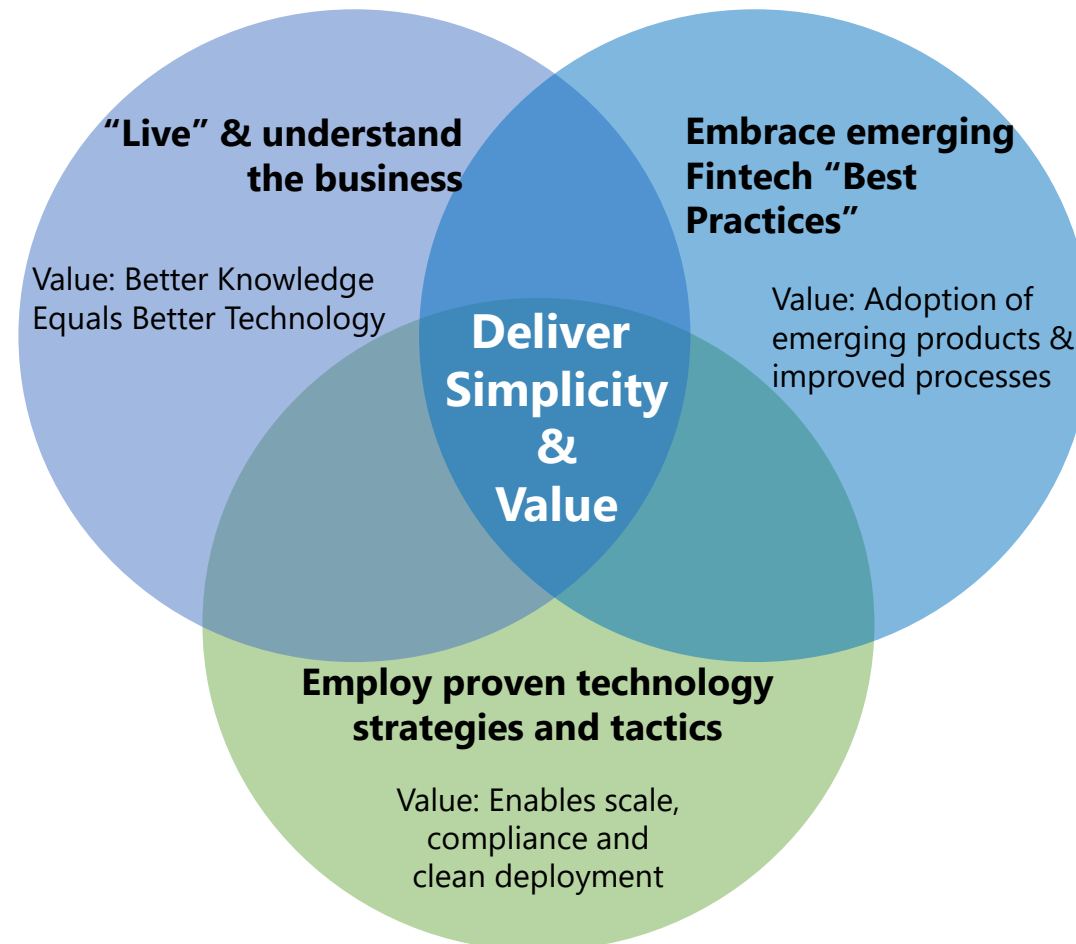 “Live” & understand
the business
Value: Better Knowledge
Equals Better Technology
Embrace emerging
Fintech “Best
Practices”
Value: Adoption of
emerging products &
improved processes
Deliver
Simplicity
&
Value
Employ proven technology
strategies and tactics
Value: Enables scale,
compliance and
clean deployment